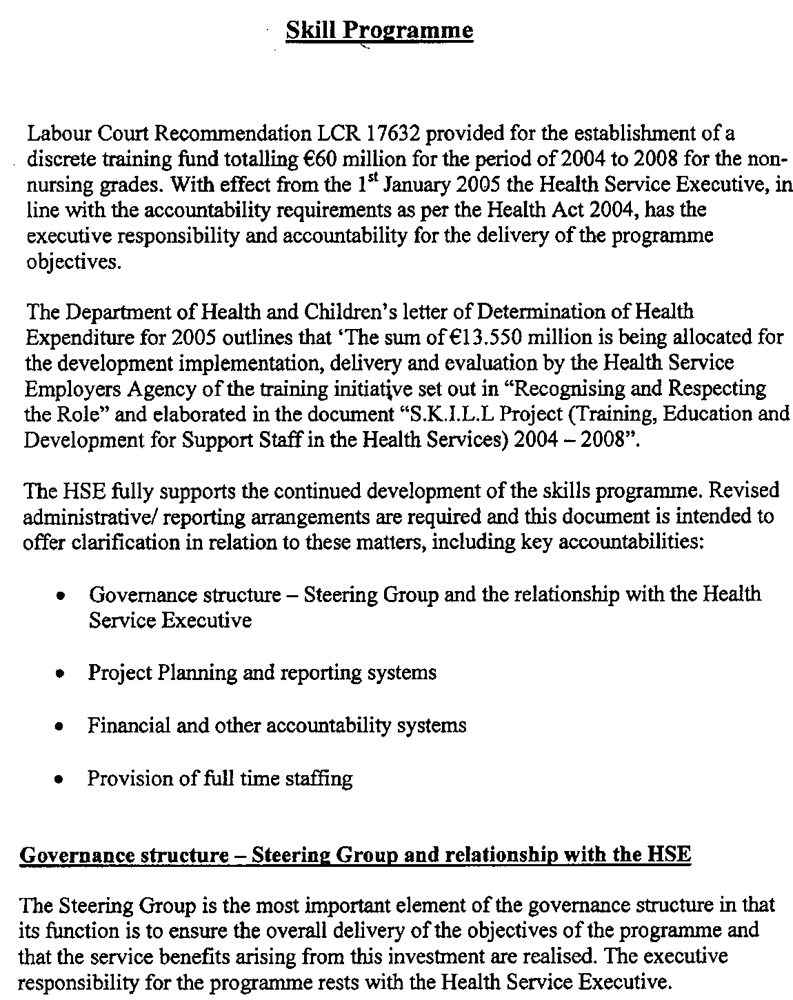 Skill Programme
Labour Court Recommendation LCR 17632 provided for the establishment of a
discrete training fund totalling €60 million for the period of 2004 to 2008 for the non-
nursing grades. With effect from the 1st January 2005 the Health Service Executive, in
line with the accountability requirements as per the Health Act 2004, has the
executive responsibility and accountability for the delivery of the programme
objectives.
The Department of Health and Children's letter of Determination of Health
Expenditure for 2005 outlines that 'The sum of €13.550 million is being allocated for
the development implementation, delivery and evaluation by the Health Service
Employers Agency of the training initiative set out in "Recognising and Respecting
the Role" and elaborated in the document "S.K.I.L.L Project (Training, Education and
Development for Support Staff in the Health Services) 2004 – 2008".
The HSE fully supports the continued development of the skills programme. Revised
administrative/ reporting arrangements are required and this document is intended to
offer clarification in relation to these matters, including key accountabilities:
• Governance structure – Steering Group and the relationship with the Health
Service Executive
• Project Planning and reporting systems
• Financial and other accountability systems
• Provision of full time staffing
Governance structure – Steering Group and relationship with the HSE
The Steering Group is the most important element of the governance structure in that
its function is to ensure the overall delivery of the objectives of the programme and
that the service benefits arising from this investment are realised. The executive
responsibility for the programme rests with the Health Service Executive.